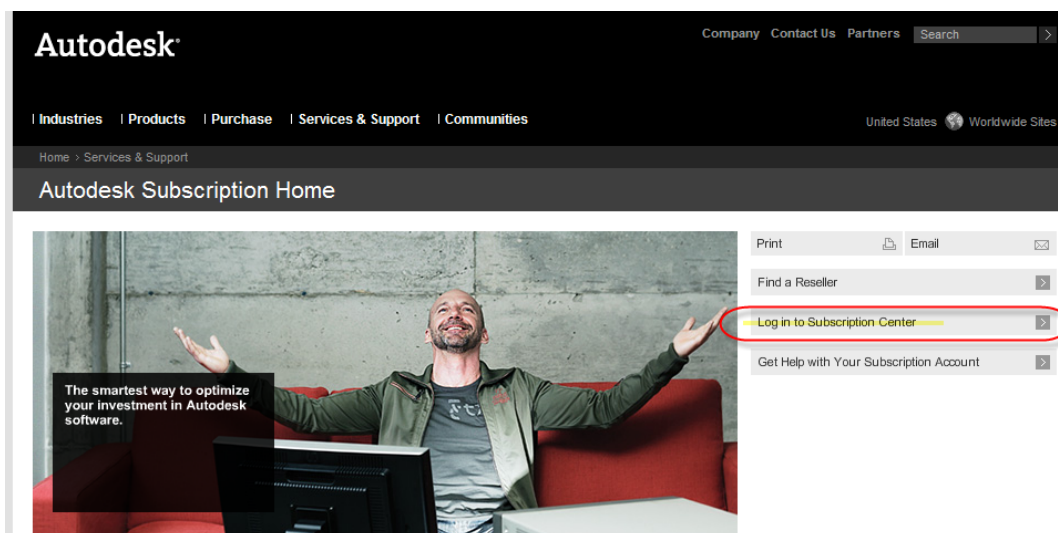 Autodesk
Company Contact Us Partners Search
Industries Products Purchase Services & Support Communities
United States Worldwide Sites
Home > Services & Support
Autodesk Subscription Home
Print Email
Find a Reseller
Log in to Subscription Center
Get Help with Your Subscription Account
The smartest way to optimize
your investment in Autodesk
software.